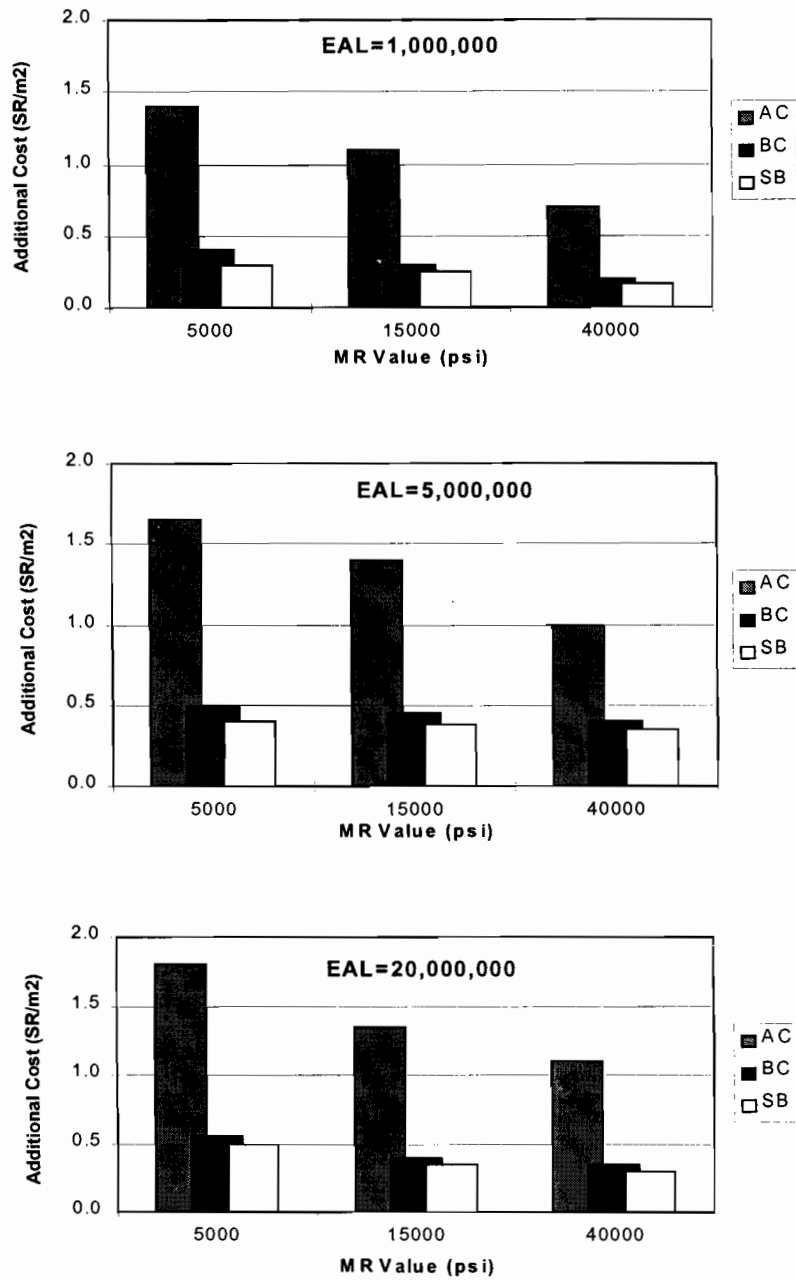 EAL=1,000,000
Additional Cost (SR/m2)
2.0
1.5
1.0
0.5
0.0
5000 15000 40000
MR Value (psi)
AC
BC
SB
EAL=5,000,000
Additional Cost (SR/m2)
2.0
1.5
1.0
0.5
0.0
5000 15000 40000
MR Value (psi)
AC
BC
SB
EAL=20,000,000
Additional Cost (SR/m2)
2.0
1.5
1.0
0.5
0.0
5000 15000 40000
MR Value (psi)
AC
BC
SB